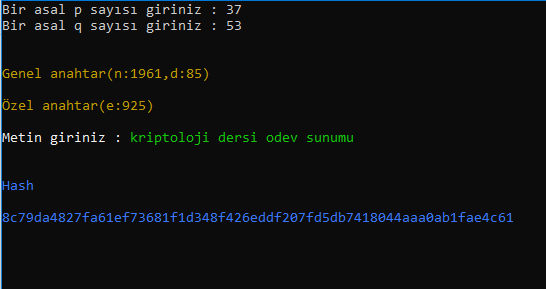 Bir asal p sayısı giriniz : 37
Bir asal q sayısı giriniz : 53
Genel anahtar(n:1961,d:85)
Özel anahtar(e:925)
Metin giriniz : kriptoloji dersi odev sunumu
Hash
8c79da4827fa61ef73681f1d348f426eddf207fd5db7418044aaa0ab1fae4c61